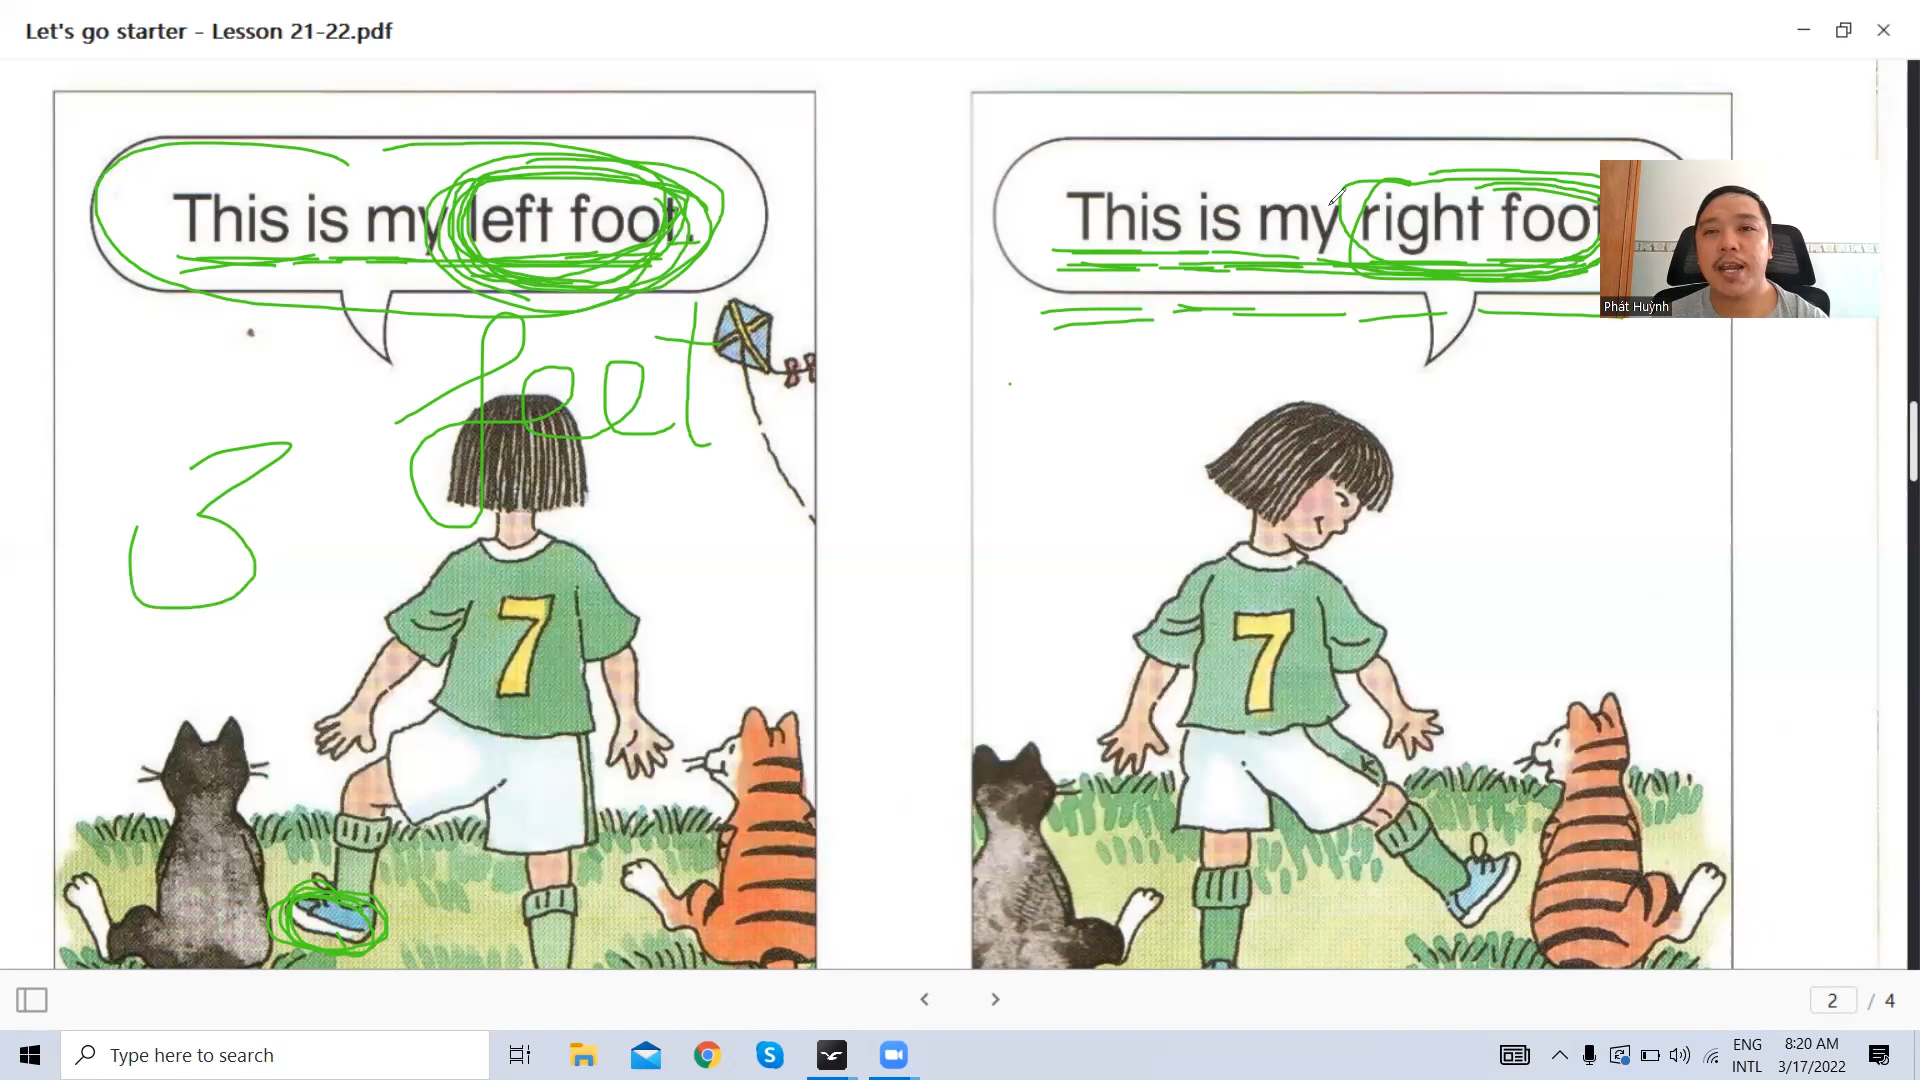 Let's go starter - Lesson 21-22.pdf
This is my left foot.
This is my right foot
Phát Huỳnh
feet
3
7
7
2 / 4
Type here to search
ENG
INTL
8:20 AM
3/17/2022